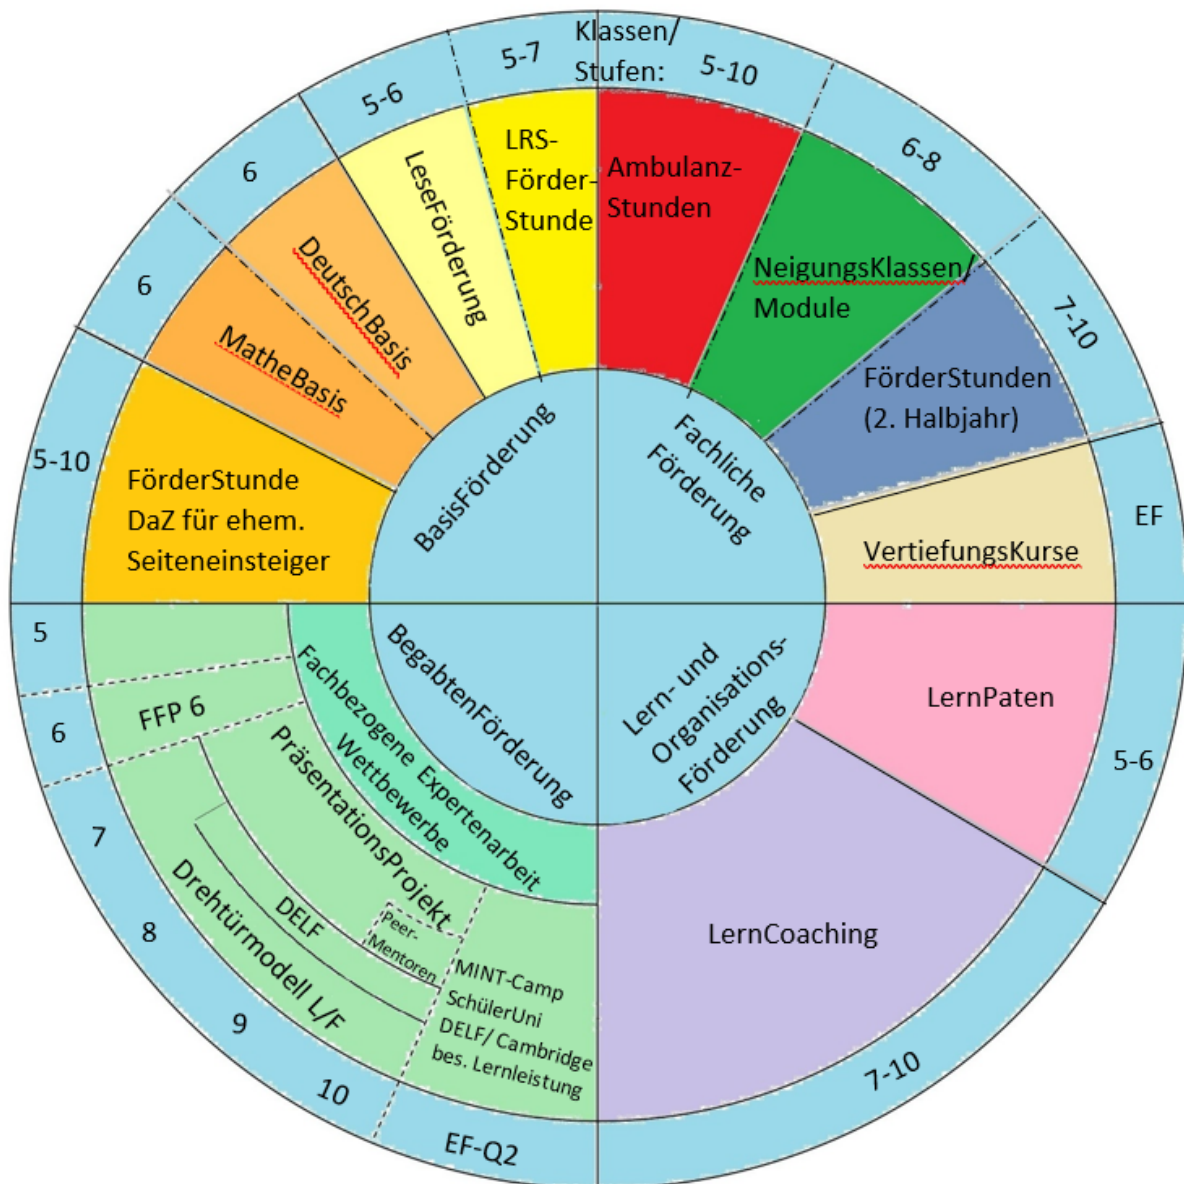 Klassen/
Stufen:
5-10
6-8
7-10
EF
5-6
7-10
EF-Q2
10
9
8
7
6
5
5-10
6
6
5-6
5-7
LRS-
Förder-
Stunde
Ambulanz-
Stunden
NeigungsKlassen/
Module
FörderStunden
(2. Halbjahr)
VertiefungsKurse
LernPaten
LernCoaching
MINT-Camp
SchülerUni
DELF/ Cambridge
bes. Lernleistung
Peer-
Mentoren
DELF
Drehtürmodell L/F
PräsentationsProjekt
FFP 6
Fachbezogene Expertenarbeit
Wettbewerbe
FörderStunde
DaZ für ehem.
Seiteneinsteiger
MatheBasis
DeutschBasis
LeseFörderung
BasisFörderung
Fachliche
Förderung
BegabtenFörderung
Lern- und
Organisations-
Förderung